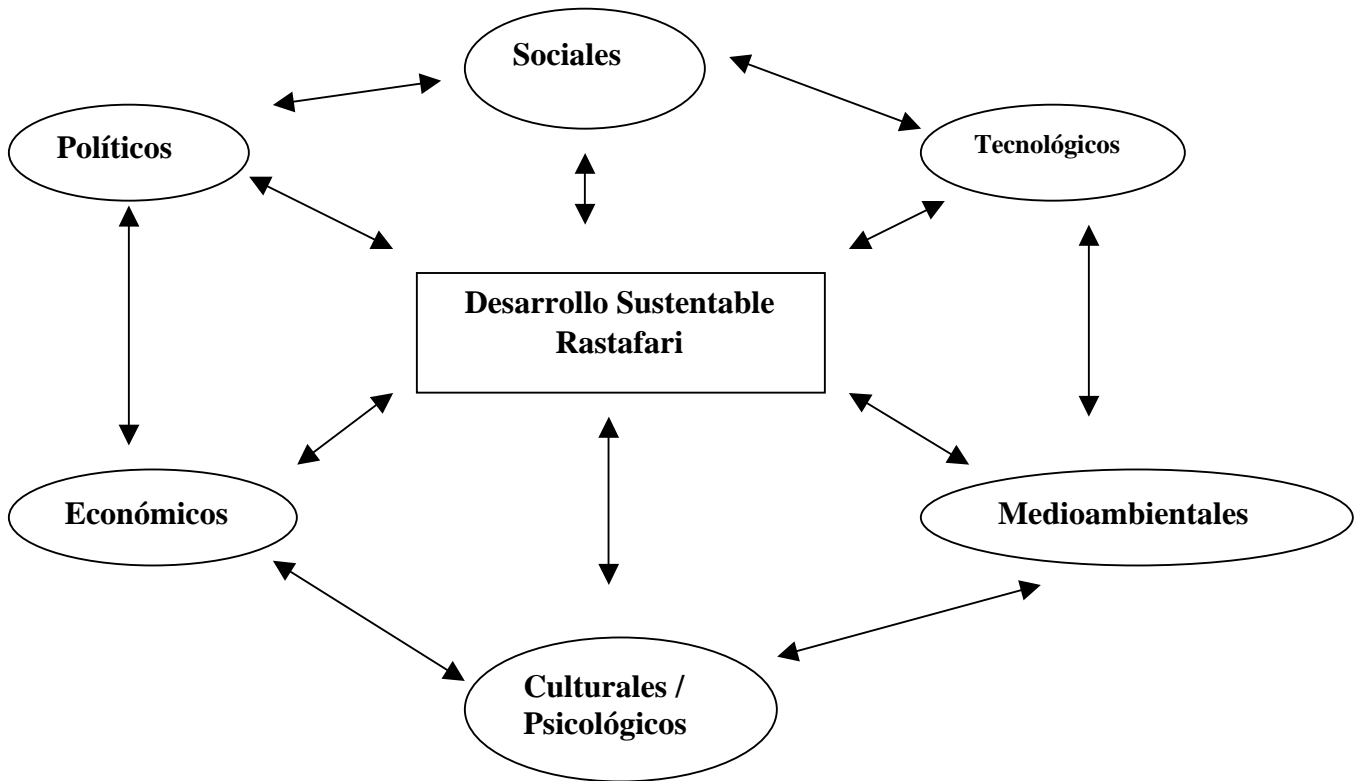 Sociales
Políticos
Tecnológicos
Desarrollo Sustentable
Rastafari
Económicos
Medioambientales
Culturales /
Psicológicos